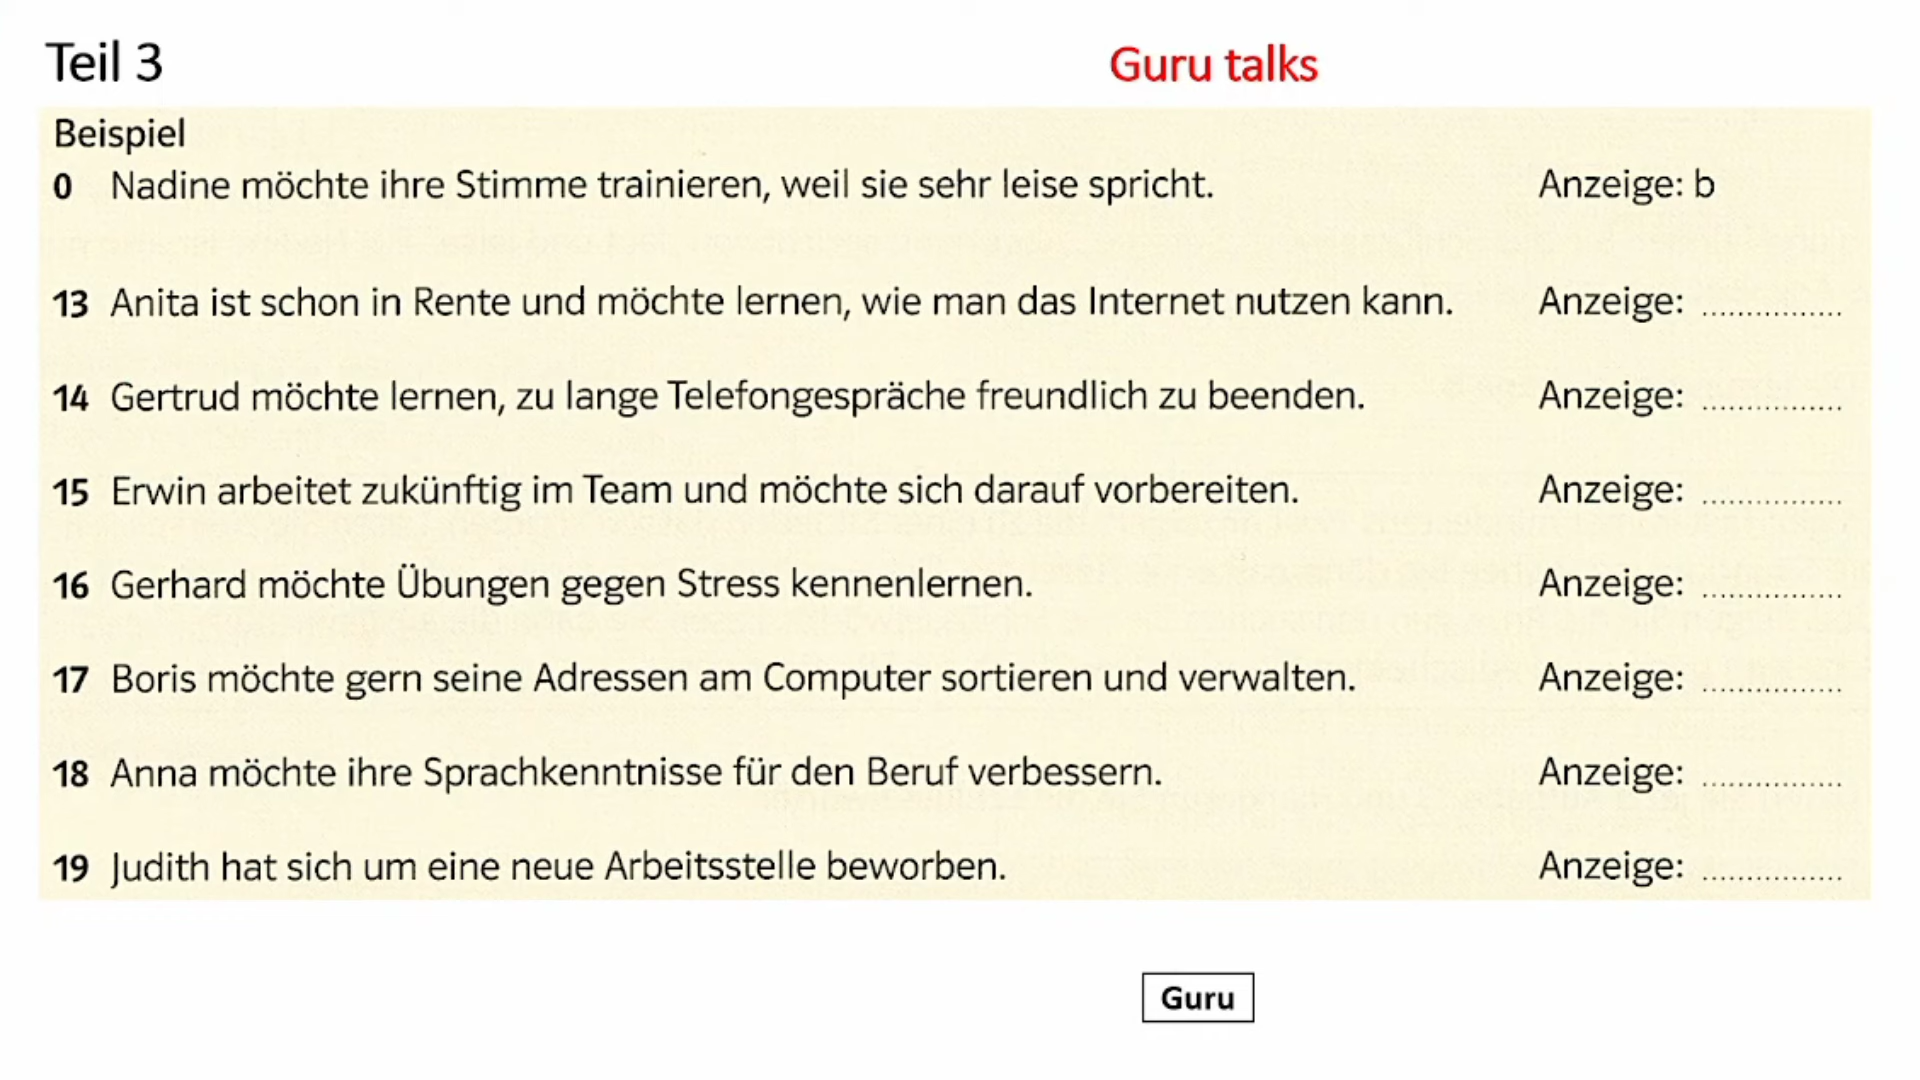 Teil 3
Guru talks
Beispiel
0 Nadine möchte ihre Stimme trainieren, weil sie sehr leise spricht. Anzeige: b
13 Anita ist schon in Rente und möchte lernen, wie man das Internet nutzen kann. Anzeige: ................
14 Gertrud möchte lernen, zu lange Telefongespräche freundlich zu beenden. Anzeige: ................
15 Erwin arbeitet zukünftig im Team und möchte sich darauf vorbereiten. Anzeige: ................
16 Gerhard möchte Übungen gegen Stress kennenlernen. Anzeige: ................
17 Boris möchte gern seine Adressen am Computer sortieren und verwalten. Anzeige: ................
18 Anna möchte ihre Sprachkenntnisse für den Beruf verbessern. Anzeige: ................
19 Judith hat sich um eine neue Arbeitsstelle beworben. Anzeige: ................
Guru